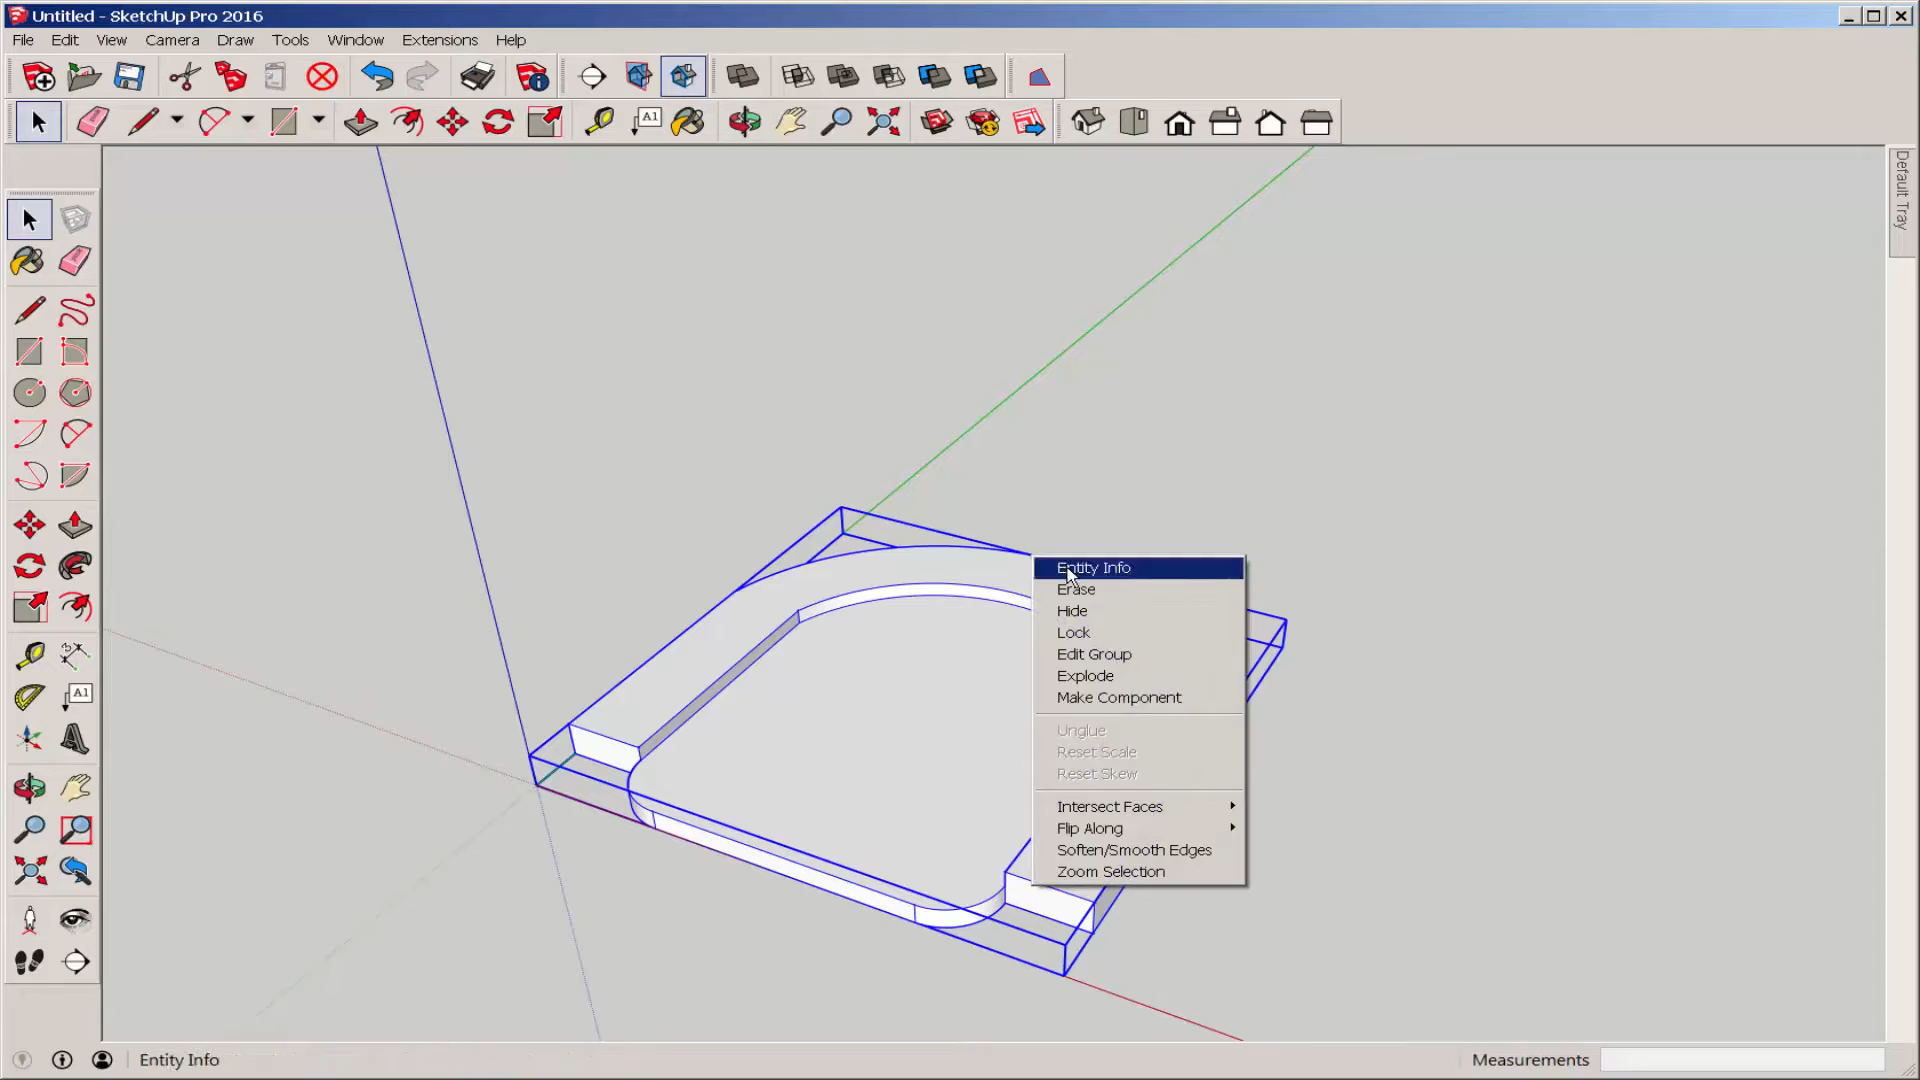 Untitled - SketchUp Pro 2016
File Edit View Camera Draw Tools Window Extensions Help
A1
Default Tray
A1
Entity Info
Erase
Hide
Lock
Edit Group
Explode
Make Component
Unglue
Reset Scale
Reset Skew
Intersect Faces
Flip Along
Soften/Smooth Edges
Zoom Selection
Entity Info
Measurements